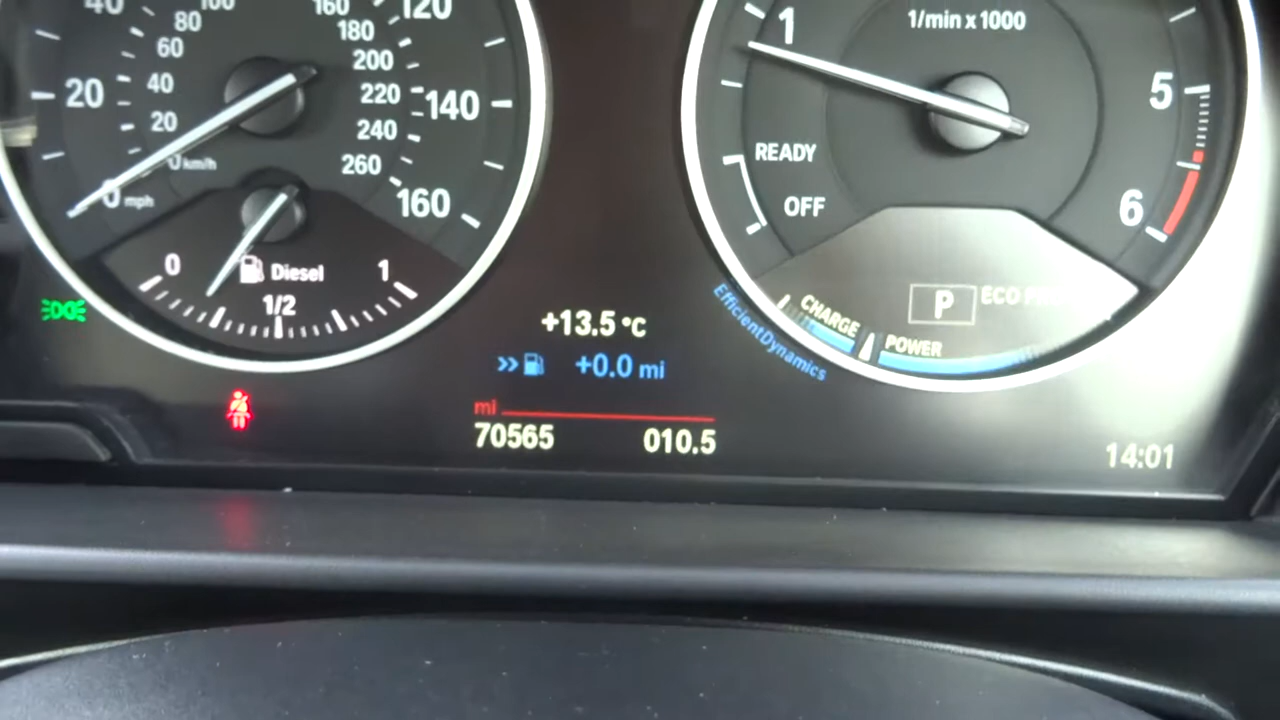 40 80 100 160 120
60 180
40 200
20 220 140
20 240
0 km/h 260
0 mph 160
0 Diesel 1
1/2
1 1/min x 1000
5
READY
OFF 6
P ECO
CHARGE POWER
EfficientDynamics
+13.5 °C
>> +0.0 mi
mi
70565 010.5
14:01